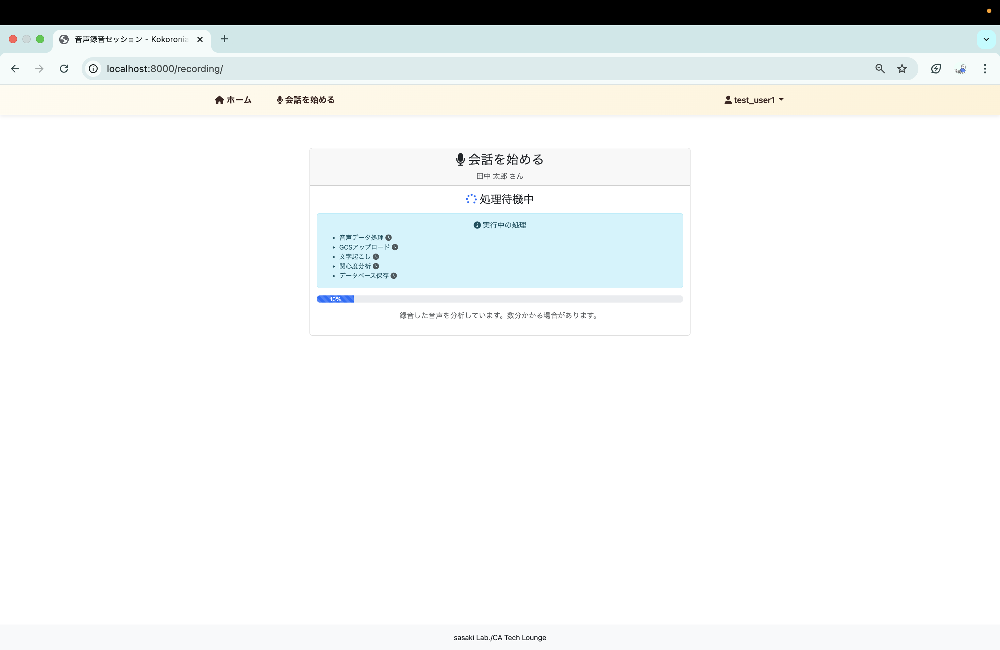 音声録音セッション - Kokoronia
localhost:8000/recording/
ホーム
会話を始める
test_user1
会話を始める
田中 太郎 さん
処理待機中
実行中の処理
音声データ処理
GCSアップロード
文字起こし
関心度分析
データベース保存
10%
録音した音声を分析しています。数分かかる場合があります。
sasaki Lab./CA Tech Lounge